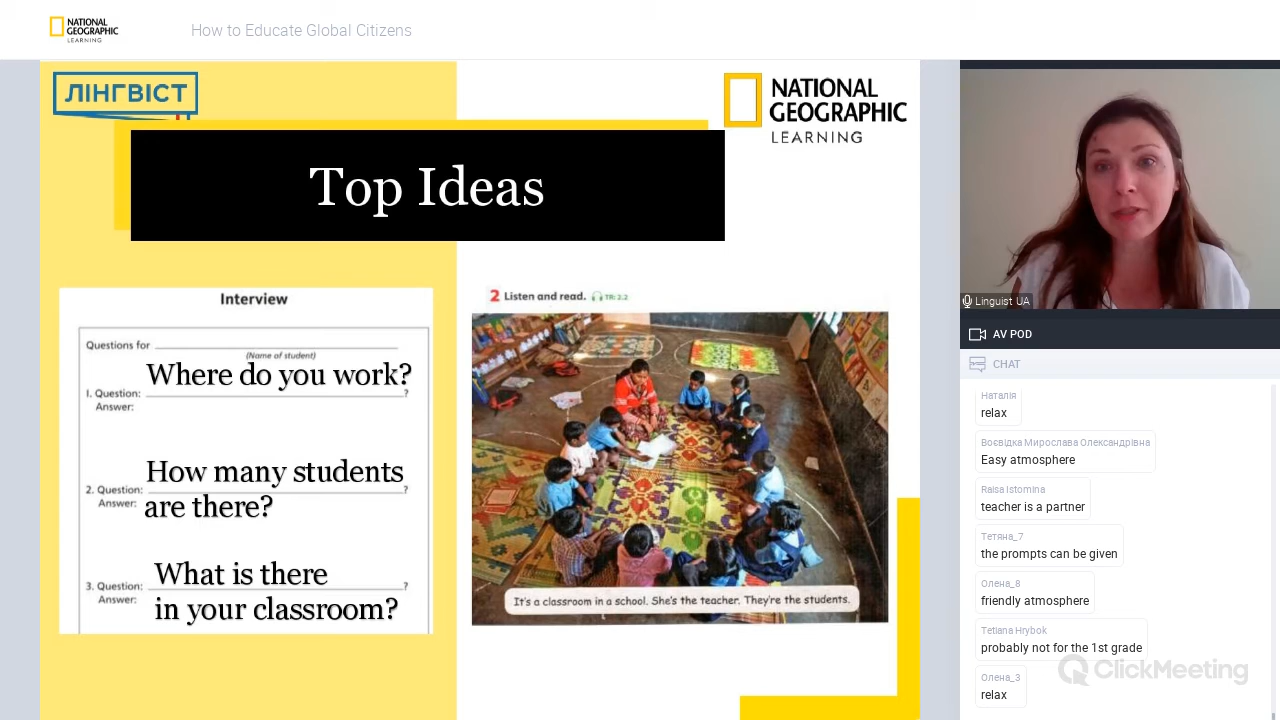 NATIONAL
GEOGRAPHIC
LEARNING
How to Educate Global Citizens
ЛІНГВІСТ
NATIONAL
GEOGRAPHIC
LEARNING
Top Ideas
Interview
Questions for
(Name of student)
Where do you work?
1. Question: ?
Answer:
How many students
2. Question: ?
Answer: are there?
What is there
3. Question: ?
Answer: in your classroom?
2 Listen and read. TR: 2.2
It's a classroom in a school. She's the teacher. They're the students.
Linguist UA
AV POD
CHAT
Наталія
relax
Воєвідка Мирослава Олександрівна
Easy atmosphere
Raisa Istomina
teacher is a partner
Тетяна_7
the prompts can be given
Олена_8
friendly atmosphere
Tetiana Hrybok
probably not for the 1st grade
ClickMeeting
Олена_3
relax